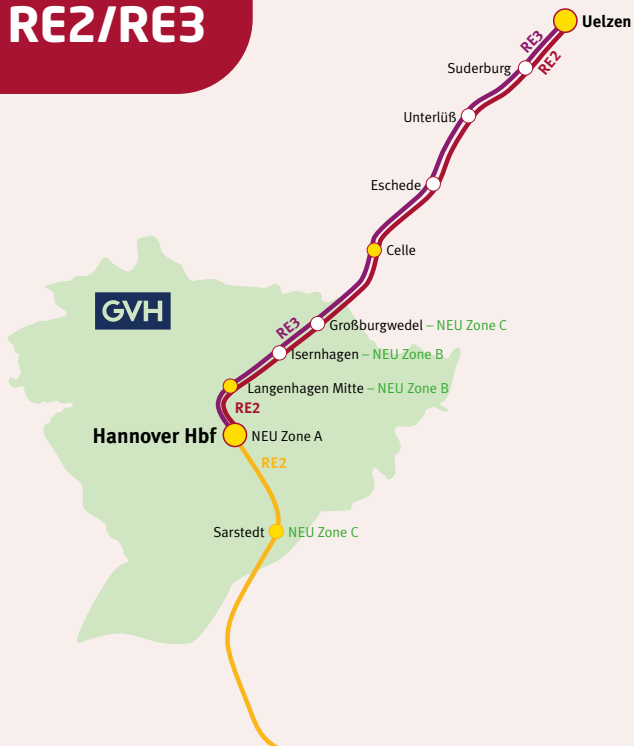 RE2/RE3
Uelzen
RE3
RE2
Suderburg
Unterlüß
Eschede
Celle
GVH
RE3
Großburgwedel – NEU Zone C
Isernhagen – NEU Zone B
Langenhagen Mitte – NEU Zone B
RE2
Hannover Hbf NEU Zone A
RE2
Sarstedt NEU Zone C